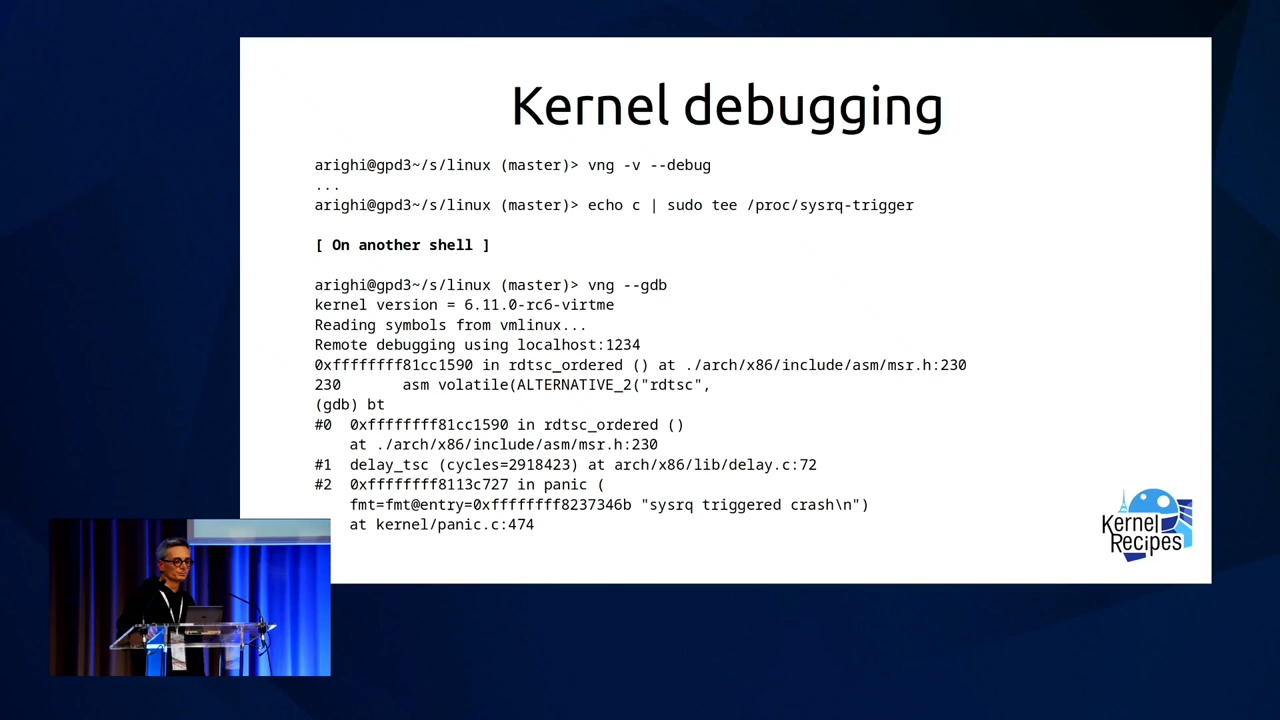 Kernel debugging
arighi@gpd3~/s/linux (master)> vng -v --debug
...
arighi@gpd3~/s/linux (master)> echo c | sudo tee /proc/sysrq-trigger
[ On another shell ]
arighi@gpd3~/s/linux (master)> vng --gdb
kernel version = 6.11.0-rc6-virtme
Reading symbols from vmlinux...
Remote debugging using localhost:1234
0xffffffff81cc1590 in rdtsc_ordered () at ./arch/x86/include/asm/msr.h:230
230       asm volatile(ALTERNATIVE_2("rdtsc",
(gdb) bt
#0  0xffffffff81cc1590 in rdtsc_ordered ()
    at ./arch/x86/include/asm/msr.h:230
#1  delay_tsc (cycles=2918423) at arch/x86/lib/delay.c:72
#2  0xffffffff8113c727 in panic (
    fmt=fmt@entry=0xffffffff8237346b "sysrq triggered crash\n")
    at kernel/panic.c:474
Kernel
Recipes